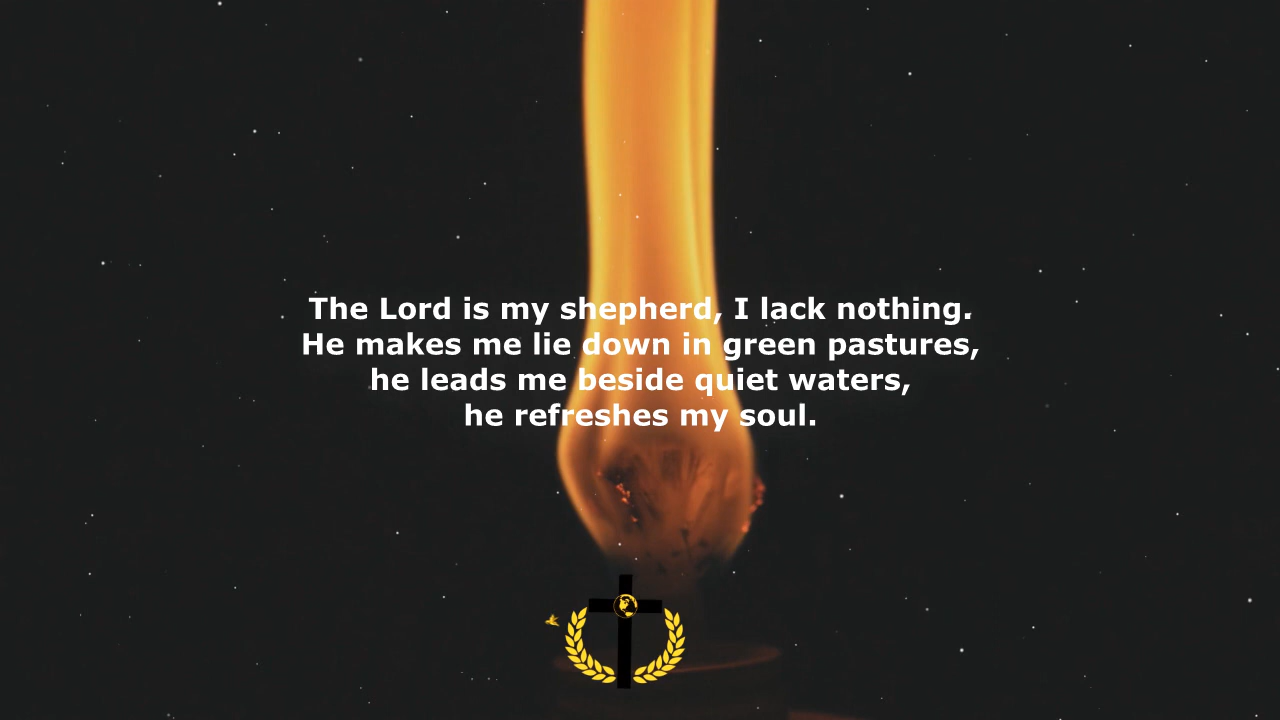 The Lord is my shepherd, I lack nothing.
He makes me lie down in green pastures,
he leads me beside quiet waters,
he refreshes my soul.